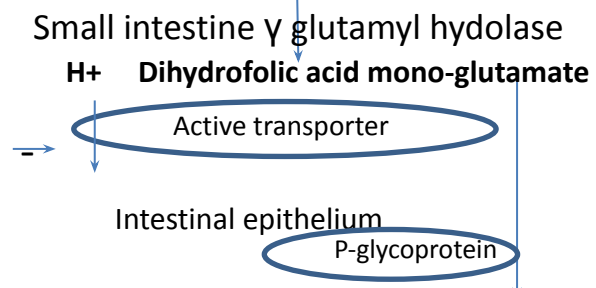 Small intestine γ glutamyl hydolase
H+ Dihydrofolic acid mono-glutamate
Active transporter
-
Intestinal epithelium
P-glycoprotein